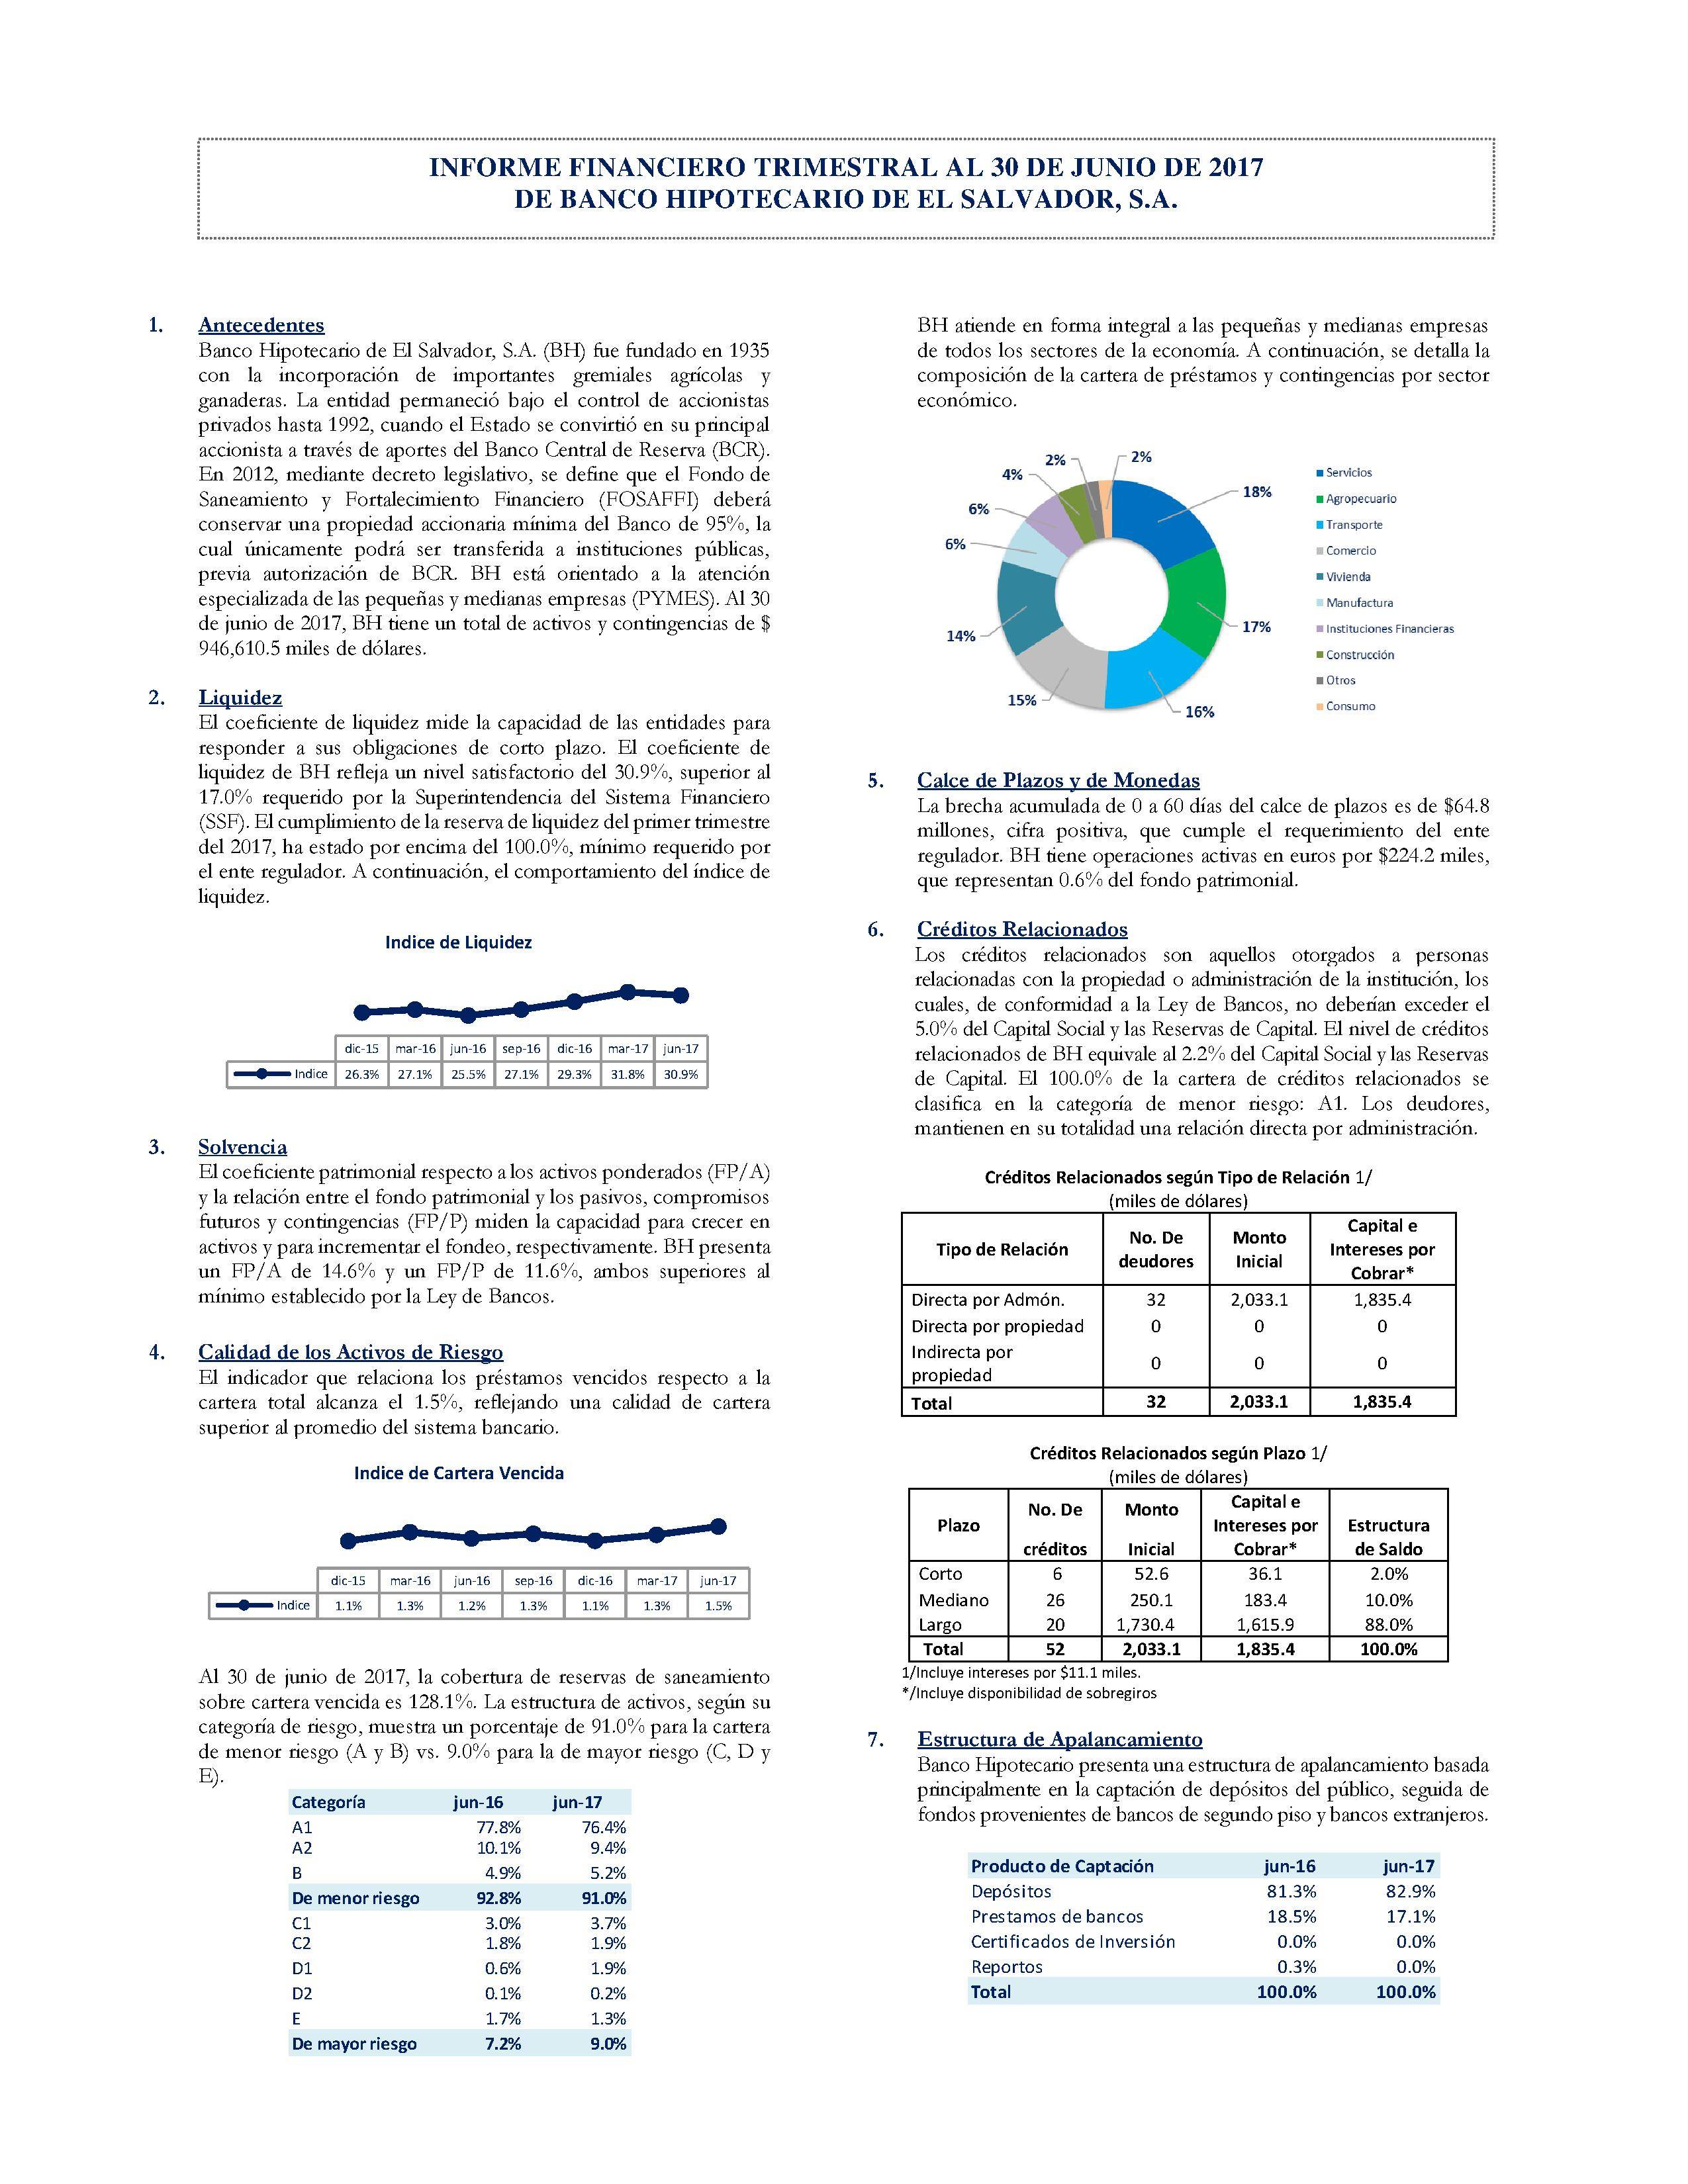 INFORME FINANCIERO TRIMESTRAL AL 30 DE JUNIO DE 2017
DE BANCO HIPOTECARIO DE EL SALVADOR, S.A.
1. Antecedentes
Banco Hipotecario de El Salvador, S.A. (BH) fue fundado en 1935
con la incorporación de importantes gremiales agrícolas y
ganaderas. La entidad permaneció bajo el control de accionistas
privados hasta 1992, cuando el Estado se convirtió en su principal
accionista a través de aportes del Banco Central de Reserva (BCR).
En 2012, mediante decreto legislativo, se define que el Fondo de
Saneamiento y Fortalecimiento Financiero (FOSAFFI) deberá
conservar una propiedad accionaria mínima del Banco de 95%, la
cual únicamente podrá ser transferida a instituciones públicas,
previa autorización de BCR. BH está orientado a la atención
especializada de las pequeñas y medianas empresas (PYMES). Al 30
de junio de 2017, BH tiene un total de activos y contingencias de $
946,610.5 miles de dólares.
2. Liquidez
El coeficiente de liquidez mide la capacidad de las entidades para
responder a sus obligaciones de corto plazo. El coeficiente de
liquidez de BH refleja un nivel satisfactorio del 30.9%, superior al
17.0% requerido por la Superintendencia del Sistema Financiero
(SSF). El cumplimiento de la reserva de liquidez del primer trimestre
del 2017, ha estado por encima del 100.0%, mínimo requerido por
el ente regulador. A continuación, el comportamiento del índice de
liquidez.
Indice de Liquidez
dic-15 mar-16 jun-16 sep-16 dic-16 mar-17 jun-17
Indice 26.3% 27.1% 25.5% 27.1% 29.3% 31.8% 30.9%
3. Solvencia
El coeficiente patrimonial respecto a los activos ponderados (FP/A)
y la relación entre el fondo patrimonial y los pasivos, compromisos
futuros y contingencias (FP/P) miden la capacidad para crecer en
activos y para incrementar el fondeo, respectivamente. BH presenta
un FP/A de 14.6% y un FP/P de 11.6%, ambos superiores al
mínimo establecido por la Ley de Bancos.
4. Calidad de los Activos de Riesgo
El indicador que relaciona los préstamos vencidos respecto a la
cartera total alcanza el 1.5%, reflejando una calidad de cartera
superior al promedio del sistema bancario.
Indice de Cartera Vencida
dic-15 mar-16 jun-16 sep-16 dic-16 mar-17 jun-17
Indice 1.1% 1.3% 1.2% 1.3% 1.1% 1.3% 1.5%
Al 30 de junio de 2017, la cobertura de reservas de saneamiento
sobre cartera vencida es 128.1%. La estructura de activos, según su
categoría de riesgo, muestra un porcentaje de 91.0% para la cartera
de menor riesgo (A y B) vs. 9.0% para la de mayor riesgo (C, D y
E).
Categoría jun-16 jun-17
A1 77.8% 76.4%
A2 10.1% 9.4%
B 4.9% 5.2%
De menor riesgo 92.8% 91.0%
C1 3.0% 3.7%
C2 1.8% 1.9%
D1 0.6% 1.9%
D2 0.1% 0.2%
E 1.7% 1.3%
De mayor riesgo 7.2% 9.0%
BH atiende en forma integral a las pequeñas y medianas empresas
de todos los sectores de la economía. A continuación, se detalla la
composición de la cartera de préstamos y contingencias por sector
económico.
18%
17%
16%
15%
14%
6%
6%
4%
2%
2%
Servicios
Agropecuario
Transporte
Comercio
Vivienda
Manufactura
Instituciones Financieras
Construcción
Otros
Consumo
5. Calce de Plazos y de Monedas
La brecha acumulada de 0 a 60 días del calce de plazos es de $64.8
millones, cifra positiva, que cumple el requerimiento del ente
regulador. BH tiene operaciones activas en euros por $224.2 miles,
que representan 0.6% del fondo patrimonial.
6. Créditos Relacionados
Los créditos relacionados son aquellos otorgados a personas
relacionadas con la propiedad o administración de la institución, los
cuales, de conformidad a la Ley de Bancos, no deberían exceder el
5.0% del Capital Social y las Reservas de Capital. El nivel de créditos
relacionados de BH equivale al 2.2% del Capital Social y las Reservas
de Capital. El 100.0% de la cartera de créditos relacionados se
clasifica en la categoría de menor riesgo: A1. Los deudores,
mantienen en su totalidad una relación directa por administración.
Créditos Relacionados según Tipo de Relación 1/
(miles de dólares)
Tipo de Relación No. De deudores Monto Inicial Capital e Intereses por Cobrar*
Directa por Admón. 32 2,033.1 1,835.4
Directa por propiedad 0 0 0
Indirecta por propiedad 0 0 0
Total 32 2,033.1 1,835.4
Créditos Relacionados según Plazo 1/
(miles de dólares)
Plazo No. De créditos Monto Inicial Capital e Intereses por Cobrar* Estructura de Saldo
Corto 6 52.6 36.1 2.0%
Mediano 26 250.1 183.4 10.0%
Largo 20 1,730.4 1,615.9 88.0%
Total 52 2,033.1 1,835.4 100.0%
1/Incluye intereses por $11.1 miles.
*/Incluye disponibilidad de sobregiros
7. Estructura de Apalancamiento
Banco Hipotecario presenta una estructura de apalancamiento basada
principalmente en la captación de depósitos del público, seguida de
fondos provenientes de bancos de segundo piso y bancos extranjeros.
Producto de Captación jun-16 jun-17
Depósitos 81.3% 82.9%
Prestamos de bancos 18.5% 17.1%
Certificados de Inversión 0.0% 0.0%
Reportos 0.3% 0.0%
Total 100.0% 100.0%